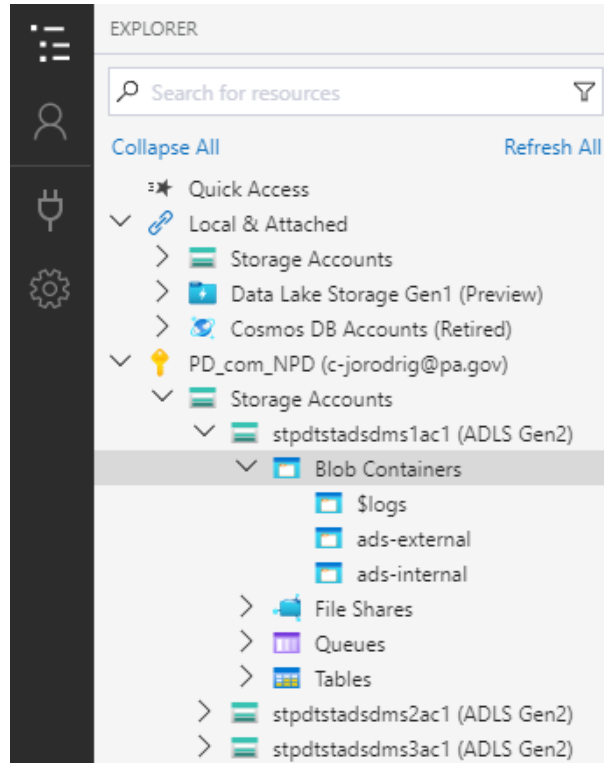 EXPLORER
Search for resources
Collapse All Refresh All
Quick Access
Local & Attached
Storage Accounts
Data Lake Storage Gen1 (Preview)
Cosmos DB Accounts (Retired)
PD_com_NPD (c-jorodrig@pa.gov)
Storage Accounts
stpdtstadsdms1ac1 (ADLS Gen2)
Blob Containers
$logs
ads-external
ads-internal
File Shares
Queues
Tables
stpdtstadsdms2ac1 (ADLS Gen2)
stpdtstadsdms3ac1 (ADLS Gen2)